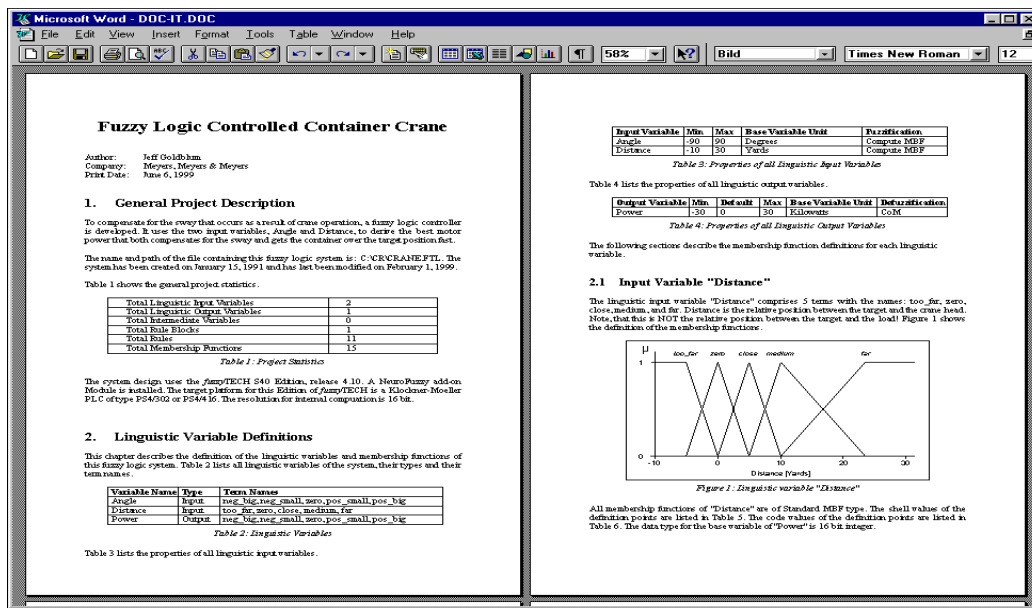 Microsoft Word - DOC-IT.DOC
File Edit View Insert Format Tools Table Window Help
58% Bild Times New Roman 12
Fuzzy Logic Controlled Container Crane
Author: Jeff Goldblum
Company: Meyers, Meyers & Meyers
Print Date: June 6, 1999
1. General Project Description
To compensate for the sway that occurs as a result of crane operation, a fuzzy logic controller
is developed. It uses the two input variables, Angle and Distance, to derive the best motor
power that both compensates for the sway and gets the container over the target position fast.
The name and path of the file containing this fuzzy logic system is: C:\CR\CRANE.FTL. The
system has been created on January 15, 1991 and has last been modified on February 1, 1999.
Table 1 shows the general project statistics.
Total Linguistic Input Variables 2
Total Linguistic Output Variables 1
Total Intermediate Variables 0
Total Rule Blocks 1
Total Rules 11
Total Membership Functions 15
Table 1: Project Statistics
The system design uses the fuzzyTECH S40 Edition, release 4.10. A NeuroFuzzy add-on
Module is installed. The target platform for this Edition of fuzzyTECH is a Klockner-Moeller
PLC of type PS4/302 or PS4/416. The resolution for internal compuation is 16 bit.
2. Linguistic Variable Definitions
This chapter describes the definition of the linguistic variables and membership functions of
this fuzzy logic system. Table 2 lists all linguistic variables of the system, their types and their
term names.
Variable Name Type Term Names
Angle Input neg_big, neg_small, zero, pos_small, pos_big
Distance Input too_far, zero, close, medium, far
Power Output neg_big, neg_small, zero, pos_small, pos_big
Table 2: Linguistic Variables
Table 3 lists the properties of all linguistic input variables.
Input Variable Min Max Base Variable Unit Fuzzification
Angle -90 90 Degrees Compute MBF
Distance -10 30 Yards Compute MBF
Table 3: Properties of all Linguistic Input Variables
Table 4 lists the properties of all linguistic output variables.
Output Variable Min Default Max Base Variable Unit Defuzzification
Power -30 0 30 Kilowatts CoM
Table 4: Properties of all Linguistic Output Variables
The following sections describe the membership function definitions for each linguistic
variable.
2.1 Input Variable "Distance"
The linguistic input variable "Distance" comprises 5 terms with the names: too_far, zero,
close, medium, and far. Distance is the relative position between the target and the crane head.
Note, that this is NOT the relative position between the target and the load! Figure 1 shows
the definition of the membership functions.
µ too_far zero close medium far
1
0
-10 0 10 20 30
Distance [Yards]
Figure 1: Linguistic variable "Distance"
All membership functions of "Distance" are of Standard MBF type. The shell values of the
definition points are listed in Table 5. The code values of the definition points are listed in
Table 6. The data type for the base variable of "Power" is 16 bit integer.